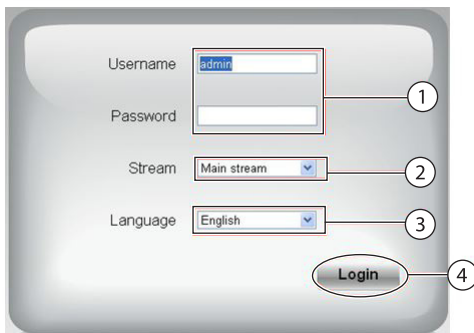 Username admin
1
Password
Stream Main stream 2
Language English 3
Login 4